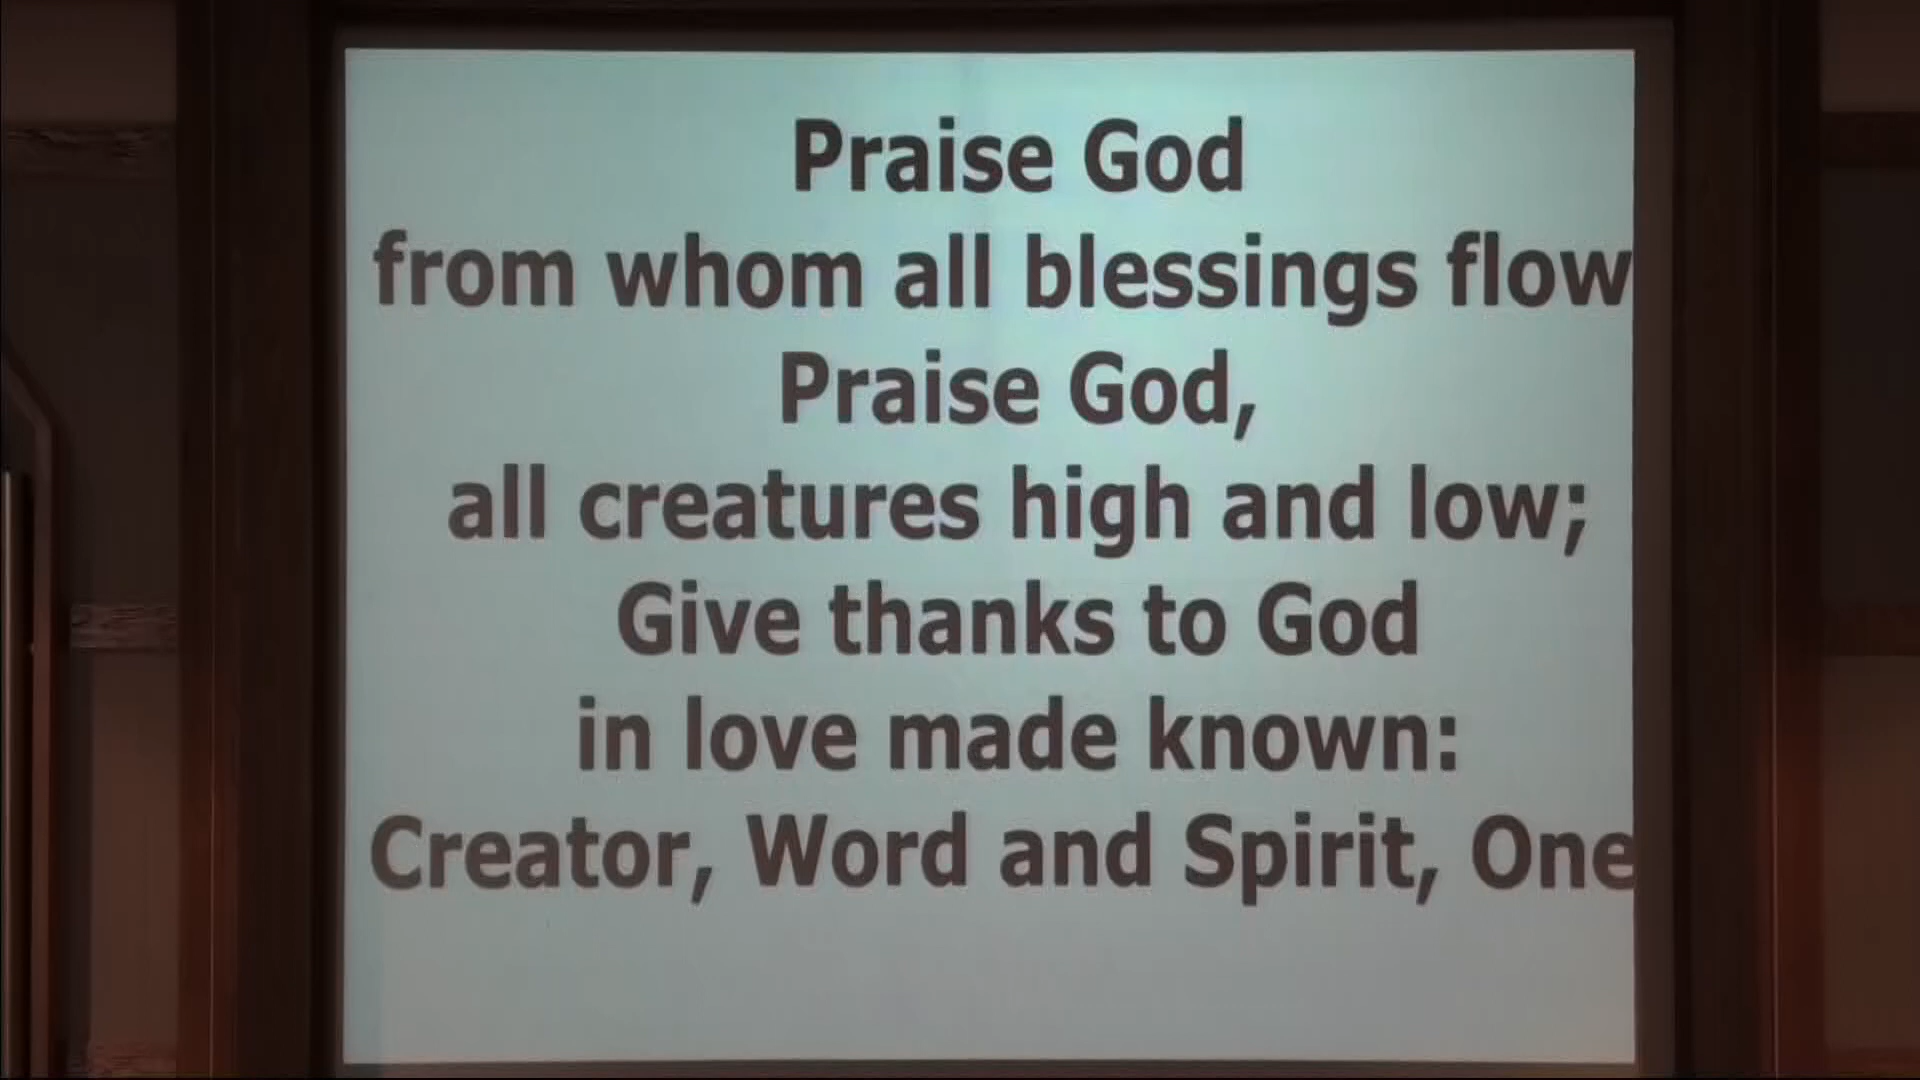 Praise God
from whom all blessings flow
Praise God,
all creatures high and low;
Give thanks to God
in love made known:
Creator, Word and Spirit, One